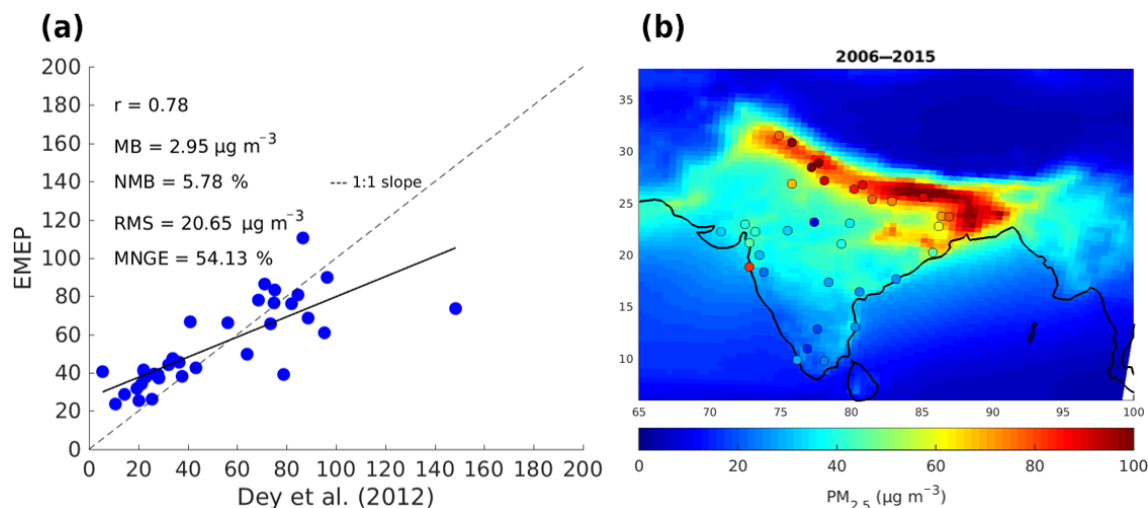 (a)
200
180
160
140
120
100
80
60
40
20
0
EMEP
r = 0.78
MB = 2.95 µg m⁻³
NMB = 5.78 %
RMS = 20.65 µg m⁻³
MNGE = 54.13 %
--- 1:1 slope
0 20 40 60 80 100 120 140 160 180 200
Dey et al. (2012)
(b)
2006—2015
35
30
25
20
15
10
65 70 75 80 85 90 95 100
0 20 40 60 80 100
PM₂.₅ (µg m⁻³)